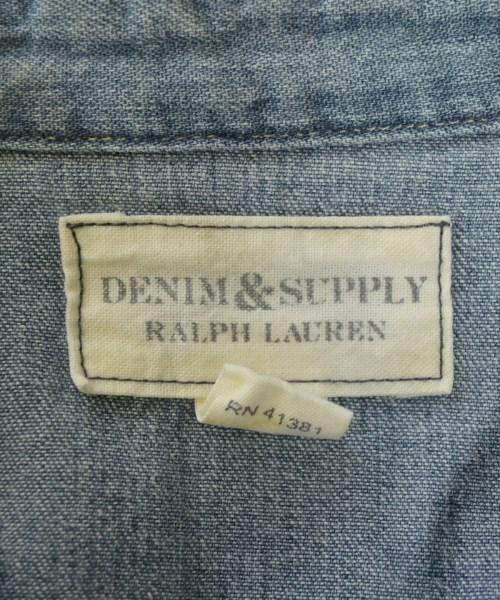 DENIM & SUPPLY
RALPH LAUREN
RN 41381